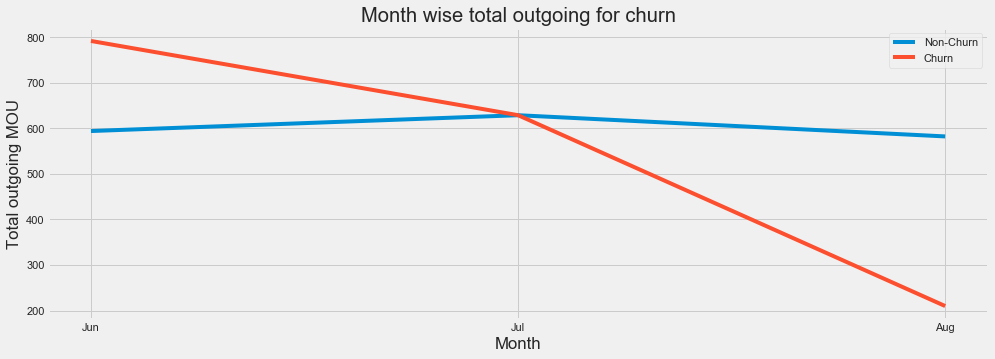 Month wise total outgoing for churn
Non-Churn
Churn
Total outgoing MOU
800
700
600
500
400
300
200
Jun
Jul
Aug
Month